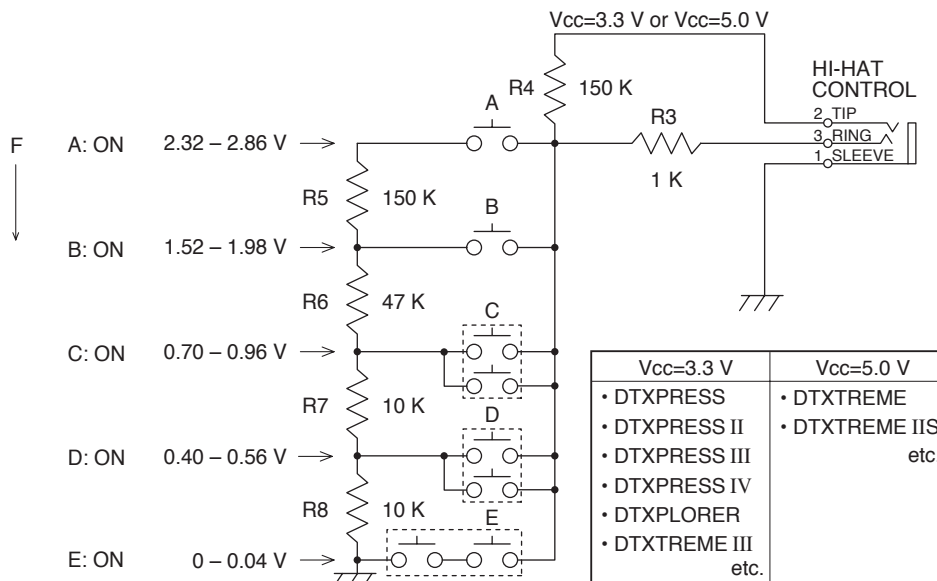 Vcc=3.3 V or Vcc=5.0 V
HI-HAT
CONTROL
2 TIP
3 RING
1 SLEEVE
R4 150 K
R3
1 K
F
A
A: ON 2.32 – 2.86 V
R5 150 K
B
B: ON 1.52 – 1.98 V
R6 47 K
C
C: ON 0.70 – 0.96 V
R7 10 K
D
D: ON 0.40 – 0.56 V
R8 10 K
E
E: ON 0 – 0.04 V
Vcc=3.3 V Vcc=5.0 V
• DTXPRESS • DTXTREME
• DTXPRESS II • DTXTREME IIS
• DTXPRESS III etc.
• DTXPRESS IV
• DTXPLORER
• DTXTREME III
etc.